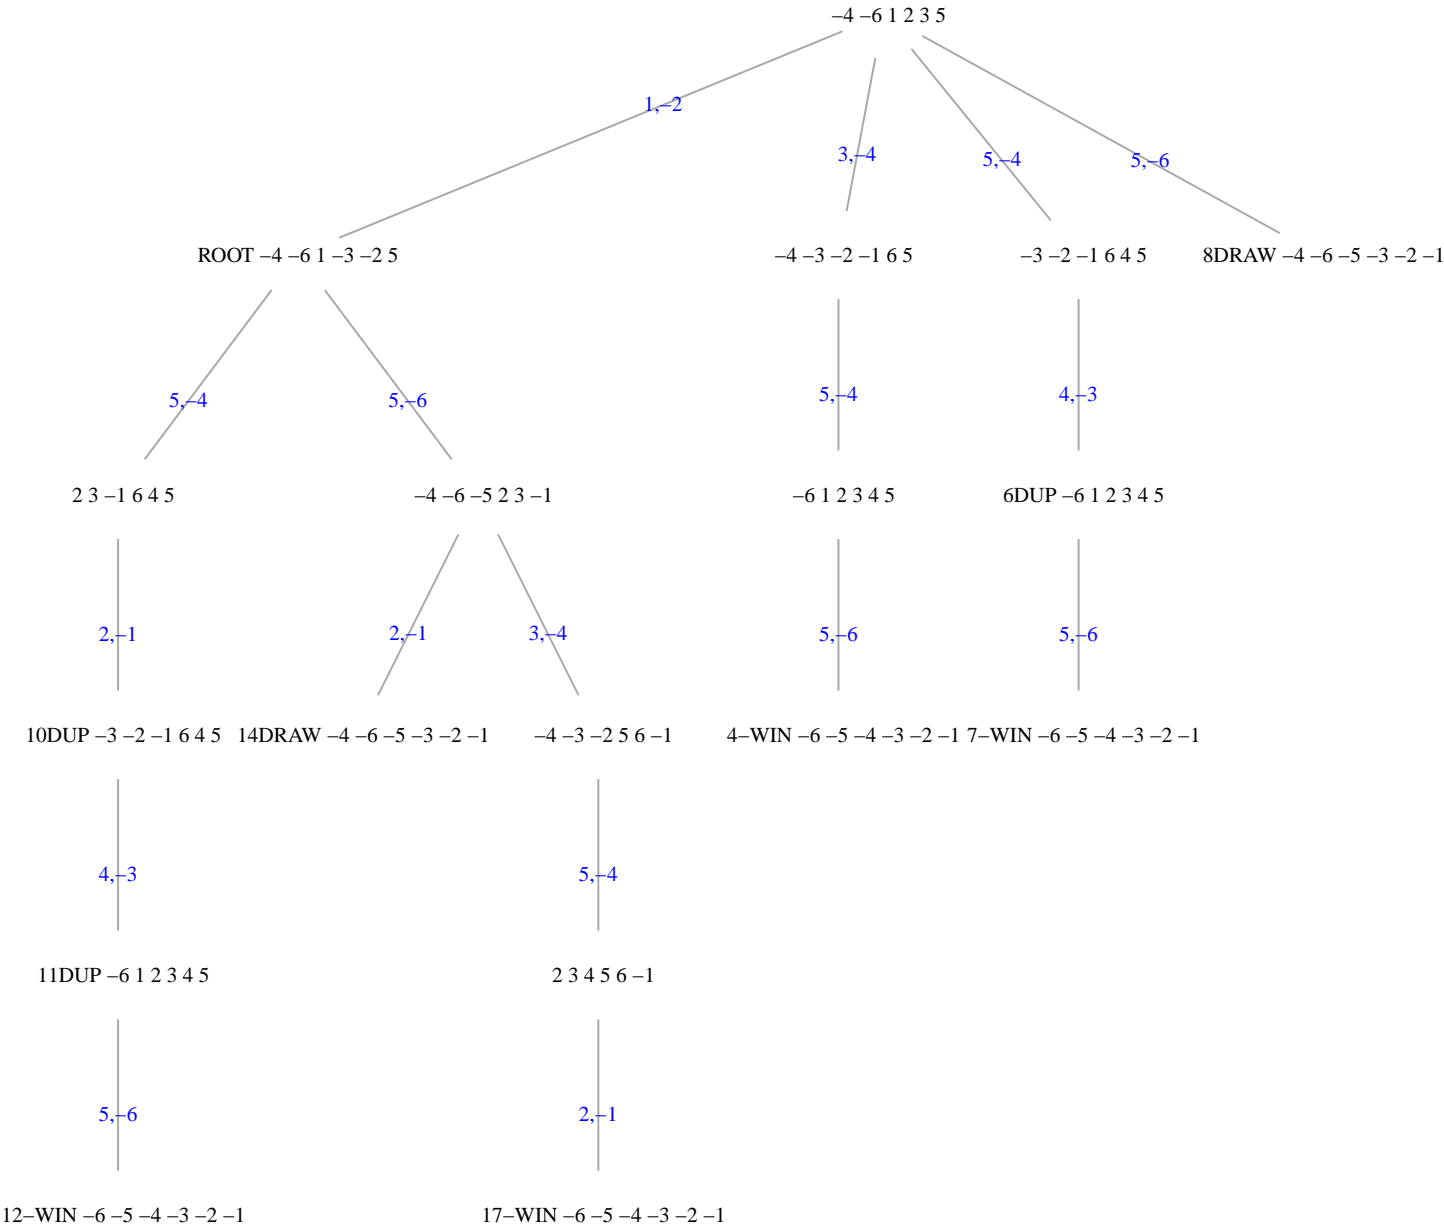 −4 −6 1 2 3 5
1,−2
3,−4
5,−4
5,−6
ROOT −4 −6 1 −3 −2 5
−4 −3 −2 −1 6 5
−3 −2 −1 6 4 5
8DRAW −4 −6 −5 −3 −2 −1
5,−4
5,−6
5,−4
4,−3
2 3 −1 6 4 5
−4 −6 −5 2 3 −1
−6 1 2 3 4 5
6DUP −6 1 2 3 4 5
2,−1
2,−1
3,−4
5,−6
5,−6
10DUP −3 −2 −1 6 4 5
14DRAW −4 −6 −5 −3 −2 −1
−4 −3 −2 5 6 −1
4−WIN −6 −5 −4 −3 −2 −1
7−WIN −6 −5 −4 −3 −2 −1
4,−3
5,−4
11DUP −6 1 2 3 4 5
2 3 4 5 6 −1
5,−6
2,−1
12−WIN −6 −5 −4 −3 −2 −1
17−WIN −6 −5 −4 −3 −2 −1